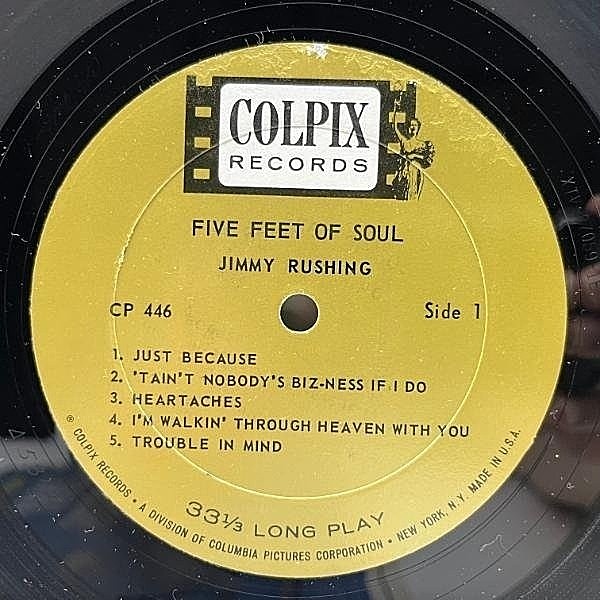 COLPIX
RECORDS
FIVE FEET OF SOUL
JIMMY RUSHING
CP 446 Side 1
1. JUST BECAUSE
2. 'TAIN'T NOBODY'S BIZ-NESS IF I DO
3. HEARTACHES
4. I'M WALKIN' THROUGH HEAVEN WITH YOU
5. TROUBLE IN MIND
33⅓ LONG PLAY
® COLPIX RECORDS • A DIVISION OF COLUMBIA PICTURES CORPORATION • NEW YORK, N.Y. MADE IN U.S.A.